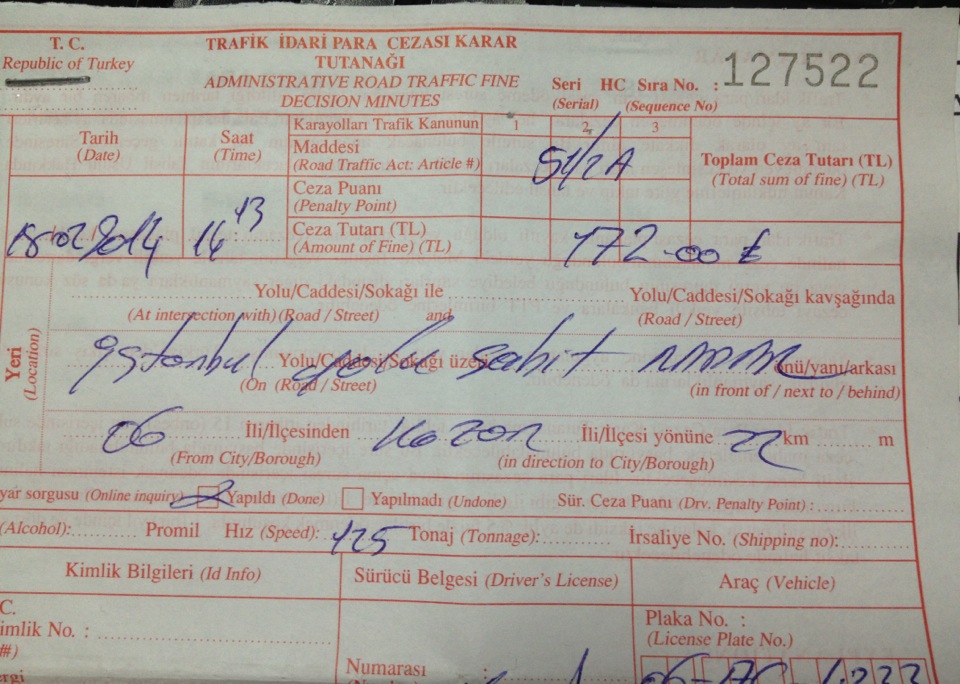 T. C.
Republic of Turkey
TRAFİK İDARİ PARA CEZASI KARAR
TUTANAĞI
ADMINISTRATIVE ROAD TRAFFIC FINE
DECISION MINUTES
Seri HC Sıra No. : 127522
(Serial) (Sequence No)
Tarih
(Date)
Saat
(Time)
Karayolları Trafik Kanunun 1 2 3
Maddesi
(Road Traffic Act: Article #) 51/2A
Toplam Ceza Tutarı (TL)
(Total sum of fine) (TL)
Ceza Puanı
(Penalty Point)
2014 16 13
Ceza Tutarı (TL)
(Amount of Fine) (TL) 172.00 ₺
Yeri
(Location)
Yolu/Caddesi/Sokağı ile Yolu/Caddesi/Sokağı kavşağında
(At intersection with) (Road / Street) and (Road / Street)
istanbul yolu sabit Yolu/Caddesi/Sokağı üzeri önü/yanı/arkası
(On (Road / Street) (in front of / next to / behind)
06 İli/İlçesinden Kazan İli/İlçesi yönüne 22 km m
(From City/Borough) (in direction to City/Borough)
yar sorgusu (Online inquiry) Yapıldı (Done) Yapılmadı (Undone) Sür. Ceza Puanı (Drv. Penalty Point) :
(Alcohol): Promil Hız (Speed): 125 Tonaj (Tonnage): İrsaliye No. (Shipping no):
Kimlik Bilgileri (Id Info) Sürücü Belgesi (Driver's License) Araç (Vehicle)
C.
imlik No. :
#)
Plaka No. :
(License Plate No.)
Numarası :
06